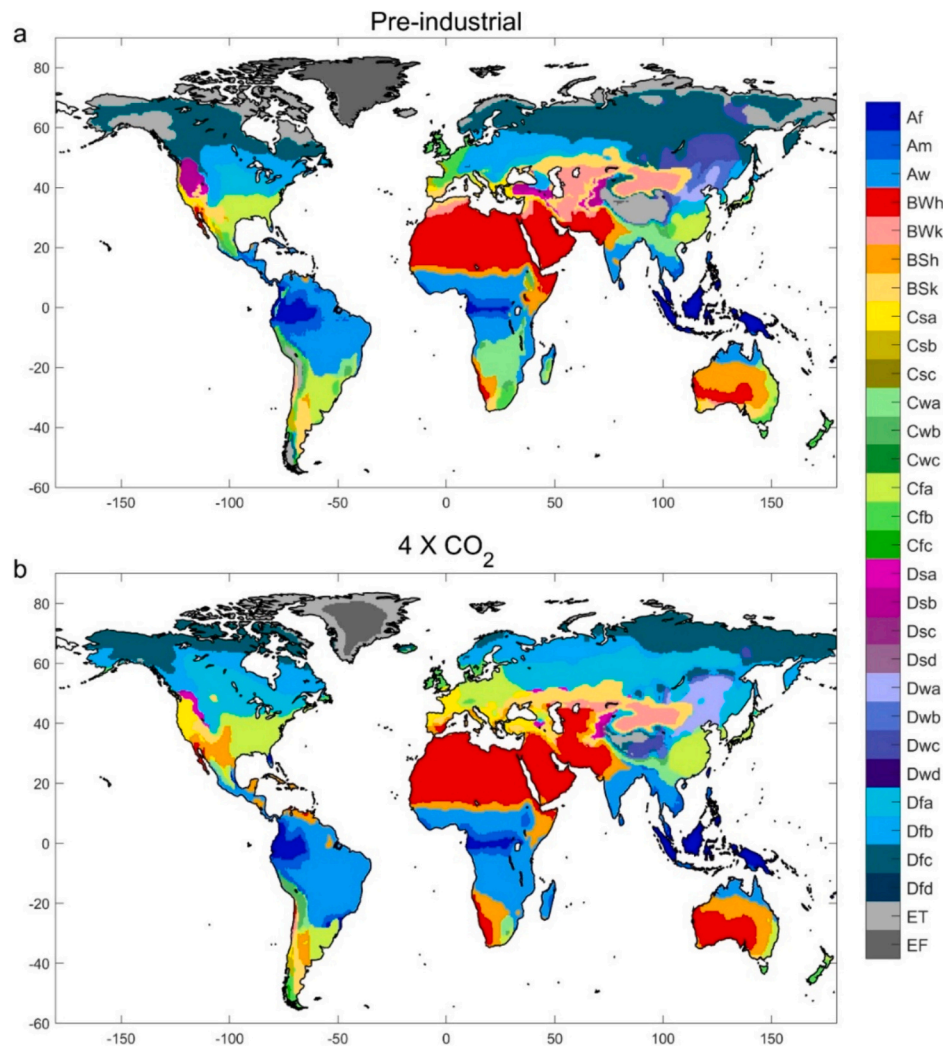 Pre-industrial
a
80
60
40
20
0
-20
-40
-60
-150 -100 -50 0 50 100 150
4 X CO2
b
80
60
40
20
0
-20
-40
-60
-150 -100 -50 0 50 100 150
Af
Am
Aw
BWh
BWk
BSh
BSk
Csa
Csb
Csc
Cwa
Cwb
Cwc
Cfa
Cfb
Cfc
Dsa
Dsb
Dsc
Dsd
Dwa
Dwb
Dwc
Dwd
Dfa
Dfb
Dfc
Dfd
ET
EF